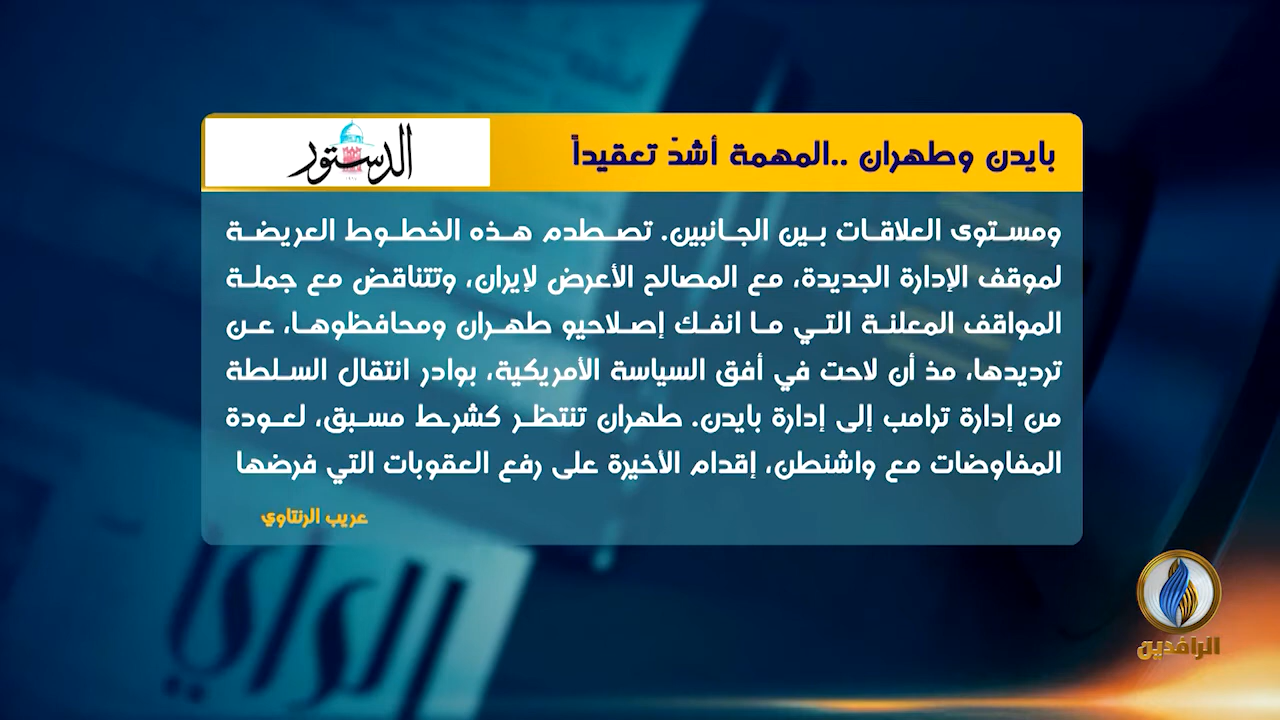 بايدن وطهران ..المهمة أشدّ تعقيداً
الدستور
ومستوى العلاقات بين الجانبين. تصطدم هذه الخطوط العريضة
لموقف الإدارة الجديدة، مع المصالح الأعرض لإيران، وتتناقض مع جملة
المواقف المعلنة التي ما انفك إصلاحيو طهران ومحافظوها، عن
ترديدها، مذ أن لاحت في أفق السياسة الأمريكية، بوادر انتقال السلطة
من إدارة ترامب إلى إدارة بايدن. طهران تنتظر كشرط مسبق، لعودة
المفاوضات مع واشنطن، إقدام الأخيرة على رفع العقوبات التي فرضها
عريب الرنتاوي
الراي
الرافدين